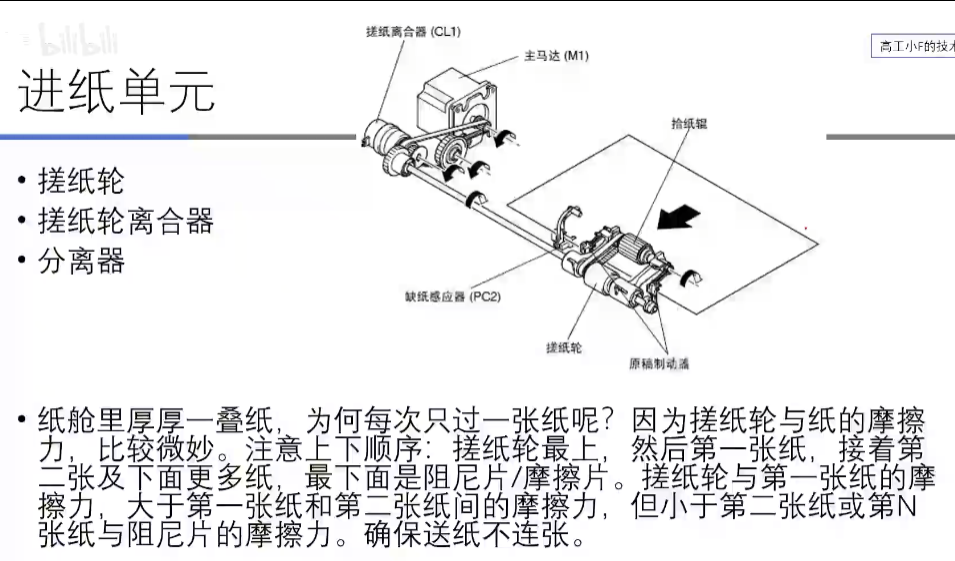 bilibili
搓纸离合器 (CL1)
主马达 (M1)
高工小F的技
进纸单元
拾纸辊
• 搓纸轮
• 搓纸轮离合器
• 分离器
缺纸感应器 (PC2)
搓纸轮
原稿制动器
• 纸舱里厚厚一叠纸，为何每次只过一张纸呢？因为搓纸轮与纸的摩擦
力，比较微妙。注意上下顺序：搓纸轮最上，然后第一张纸，接着第
二张及下面更多纸，最下面是阻尼片/摩擦片。搓纸轮与第一张纸的摩
擦力，大于第一张纸和第二张纸间的摩擦力，但小于第二张纸或第N
张纸与阻尼片的摩擦力。确保送纸不连张。